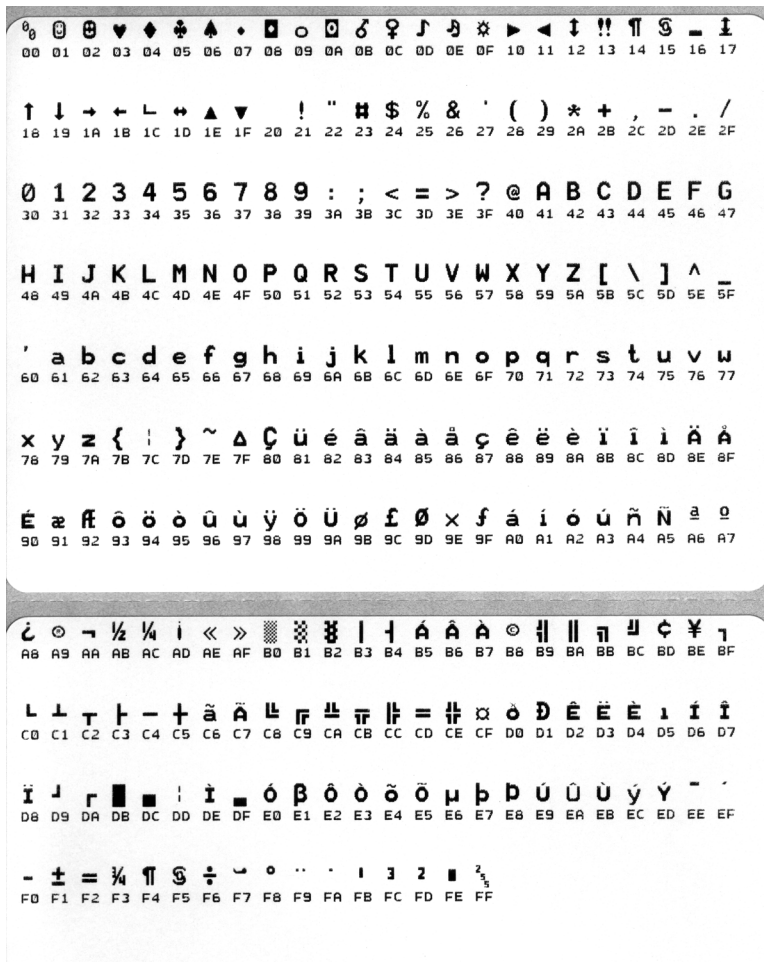 ⁰₀ ☺ ☻ ♥ ♦ ♣ ♠ • ◘ ○ ◙ ♂ ♀ ♪ ♫ ☼ ► ◄ ↕ ‼ ¶ § ▬ ↨
00 01 02 03 04 05 06 07 08 09 0A 0B 0C 0D 0E 0F 10 11 12 13 14 15 16 17
↑ ↓ → ← ∟ ↔ ▲ ▼ ! " # $ % & ' ( ) * + , - . /
18 19 1A 1B 1C 1D 1E 1F 20 21 22 23 24 25 26 27 28 29 2A 2B 2C 2D 2E 2F
0 1 2 3 4 5 6 7 8 9 : ; < = > ? @ A B C D E F G
30 31 32 33 34 35 36 37 38 39 3A 3B 3C 3D 3E 3F 40 41 42 43 44 45 46 47
H I J K L M N O P Q R S T U V W X Y Z [ \ ] ^ _
48 49 4A 4B 4C 4D 4E 4F 50 51 52 53 54 55 56 57 58 59 5A 5B 5C 5D 5E 5F
' a b c d e f g h i j k l m n o p q r s t u v w
60 61 62 63 64 65 66 67 68 69 6A 6B 6C 6D 6E 6F 70 71 72 73 74 75 76 77
x y z { ¦ } ~ ∆ Ç ü é â ä à å ç ê ë è ï î ì Ä Å
78 79 7A 7B 7C 7D 7E 7F 80 81 82 83 84 85 86 87 88 89 8A 8B 8C 8D 8E 8F
É æ Æ ô ö ò û ù ÿ Ö Ü ø £ Ø × ƒ á í ó ú ñ Ñ ª º
90 91 92 93 94 95 96 97 98 99 9A 9B 9C 9D 9E 9F A0 A1 A2 A3 A4 A5 A6 A7
¿ ® ¬ ½ ¼ ¡ « » ░ ▒ ▓ │ ┤ Á Â À © ╣ ║ ╗ ╝ ¢ ¥ ┐
A8 A9 AA AB AC AD AE AF B0 B1 B2 B3 B4 B5 B6 B7 B8 B9 BA BB BC BD BE BF
└ ┴ ┬ ├ ─ ┼ ã Ã ╚ ╔ ╩ ╦ ╠ ═ ╬ ¤ ð Ð Ê Ë È ı Í Î
C0 C1 C2 C3 C4 C5 C6 C7 C8 C9 CA CB CC CD CE CF D0 D1 D2 D3 D4 D5 D6 D7
Ï ┘ ┌ █ ▄ ¦ Ì ▬ Ó β Ô Ò õ Õ µ þ Þ Ú Û Ù ý Ý ¯ ´
D8 D9 DA DB DC DD DE DF E0 E1 E2 E3 E4 E5 E6 E7 E8 E9 EA EB EC ED EE EF
- ± = ¾ ¶ § ÷ ¸ ° ¨ · ı ³ ² ■ ²₅₅
F0 F1 F2 F3 F4 F5 F6 F7 F8 F9 FA FB FC FD FE FF